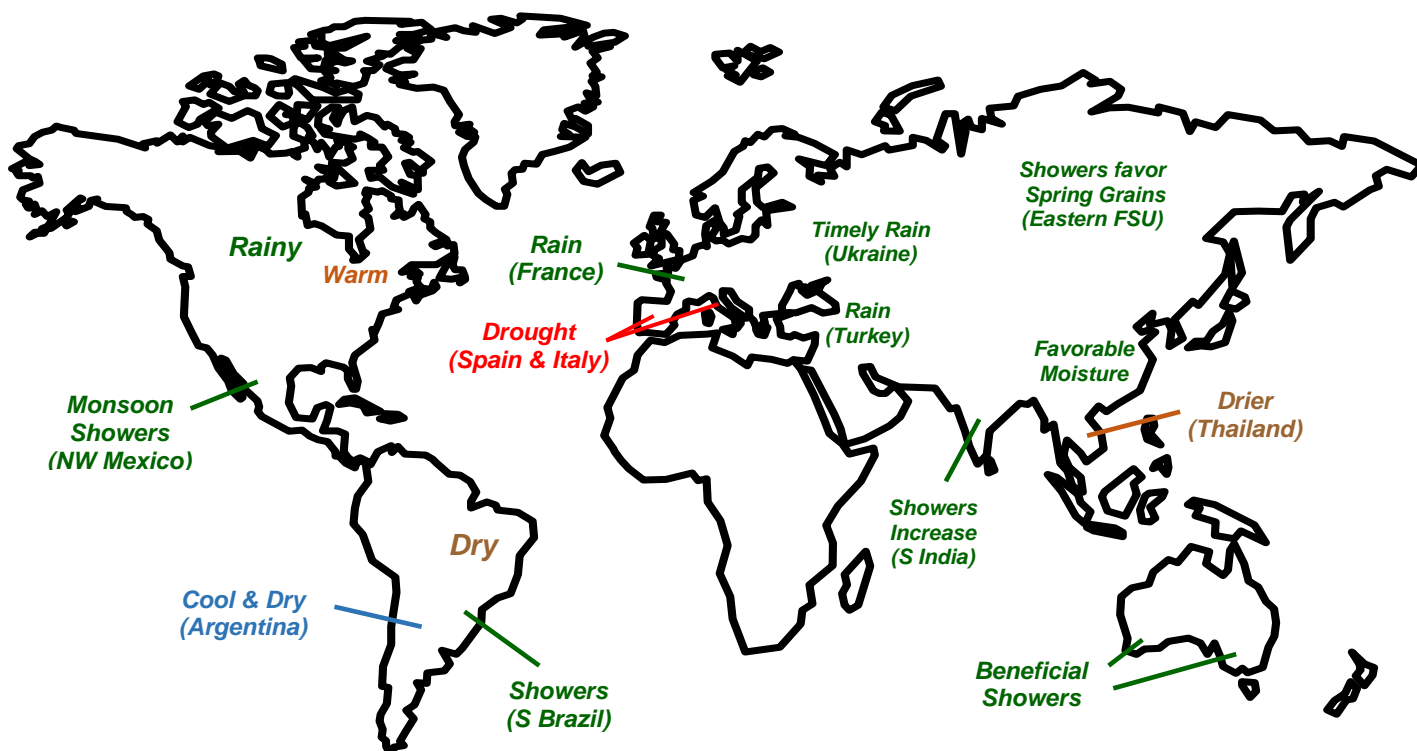 Showers favor
Spring Grains
(Eastern FSU)
Rainy
Warm
Rain
(France)
Timely Rain
(Ukraine)
Drought
(Spain & Italy)
Rain
(Turkey)
Favorable
Moisture
Monsoon
Showers
(NW Mexico)
Drier
(Thailand)
Showers
Increase
(S India)
Dry
Cool & Dry
(Argentina)
Showers
(S Brazil)
Beneficial
Showers